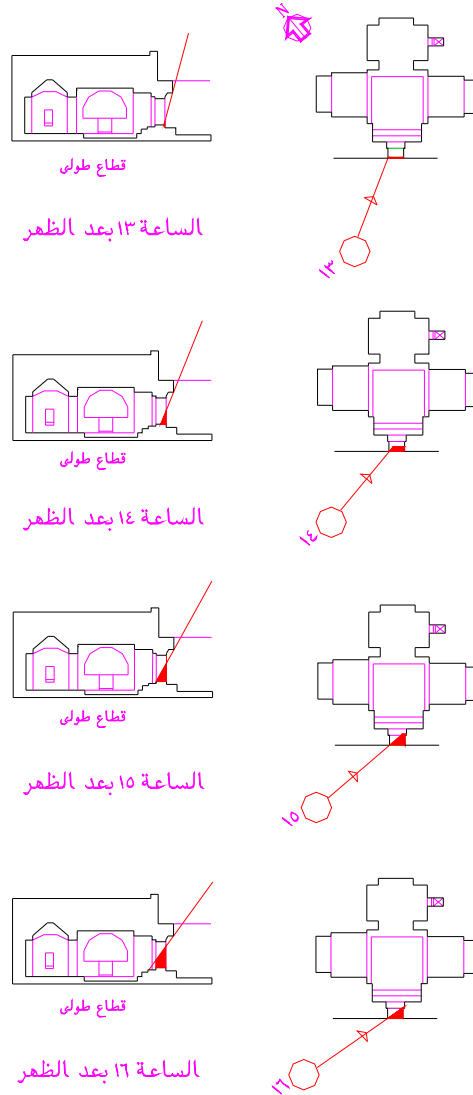 N
قطاع طولى
الساعة ١٣ بعد الظهر
١٣
قطاع طولى
الساعة ١٤ بعد الظهر
١٤
قطاع طولى
الساعة ١٥ بعد الظهر
١٥
قطاع طولى
الساعة ١٦ بعد الظهر
١٦